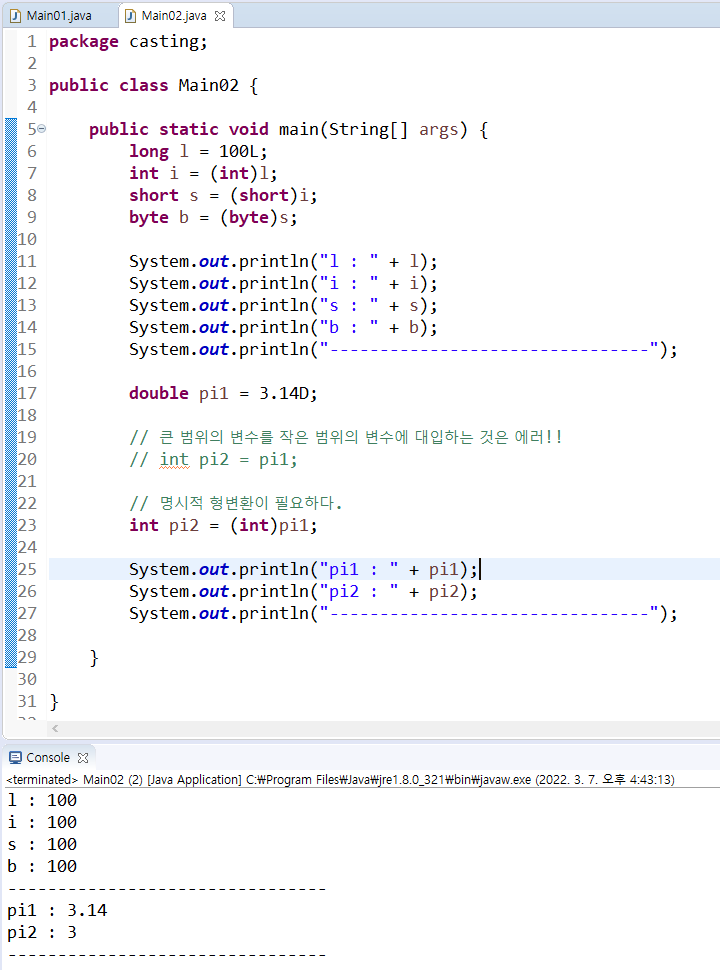 Main01.java Main02.java
1 package casting;
2
3 public class Main02 {
4
5 public static void main(String[] args) {
6 long l = 100L;
7 int i = (int)l;
8 short s = (short)i;
9 byte b = (byte)s;
10
11 System.out.println("l : " + l);
12 System.out.println("i : " + i);
13 System.out.println("s : " + s);
14 System.out.println("b : " + b);
15 System.out.println("--------------------------------");
16
17 double pi1 = 3.14D;
18
19 // 큰 범위의 변수를 작은 범위의 변수에 대입하는 것은 에러!!
20 // int pi2 = pi1;
21
22 // 명시적 형변환이 필요하다.
23 int pi2 = (int)pi1;
24
25 System.out.println("pi1 : " + pi1);
26 System.out.println("pi2 : " + pi2);
27 System.out.println("--------------------------------");
28
29 }
30
31 }
Console
<terminated> Main02 (2) [Java Application] C:₩Program Files₩Java₩jre1.8.0_321₩bin₩javaw.exe (2022. 3. 7. 오후 4:43:13)
l : 100
i : 100
s : 100
b : 100
--------------------------------
pi1 : 3.14
pi2 : 3
--------------------------------